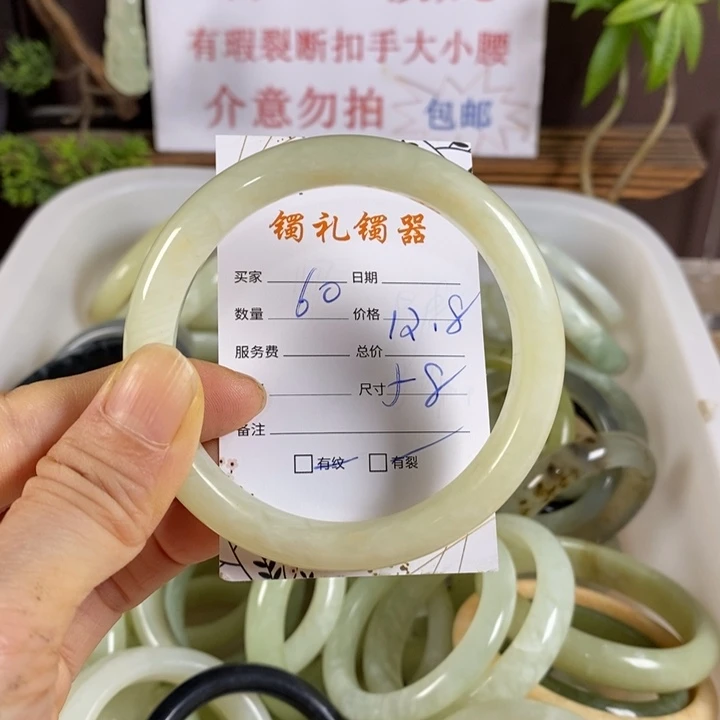 有瑕裂断扣手大小腰
介意勿拍 包邮
镯礼镯器
买家 日期
数量 60 价格 12.8
服务费 总价
尺寸 58
备注
有纹 有裂